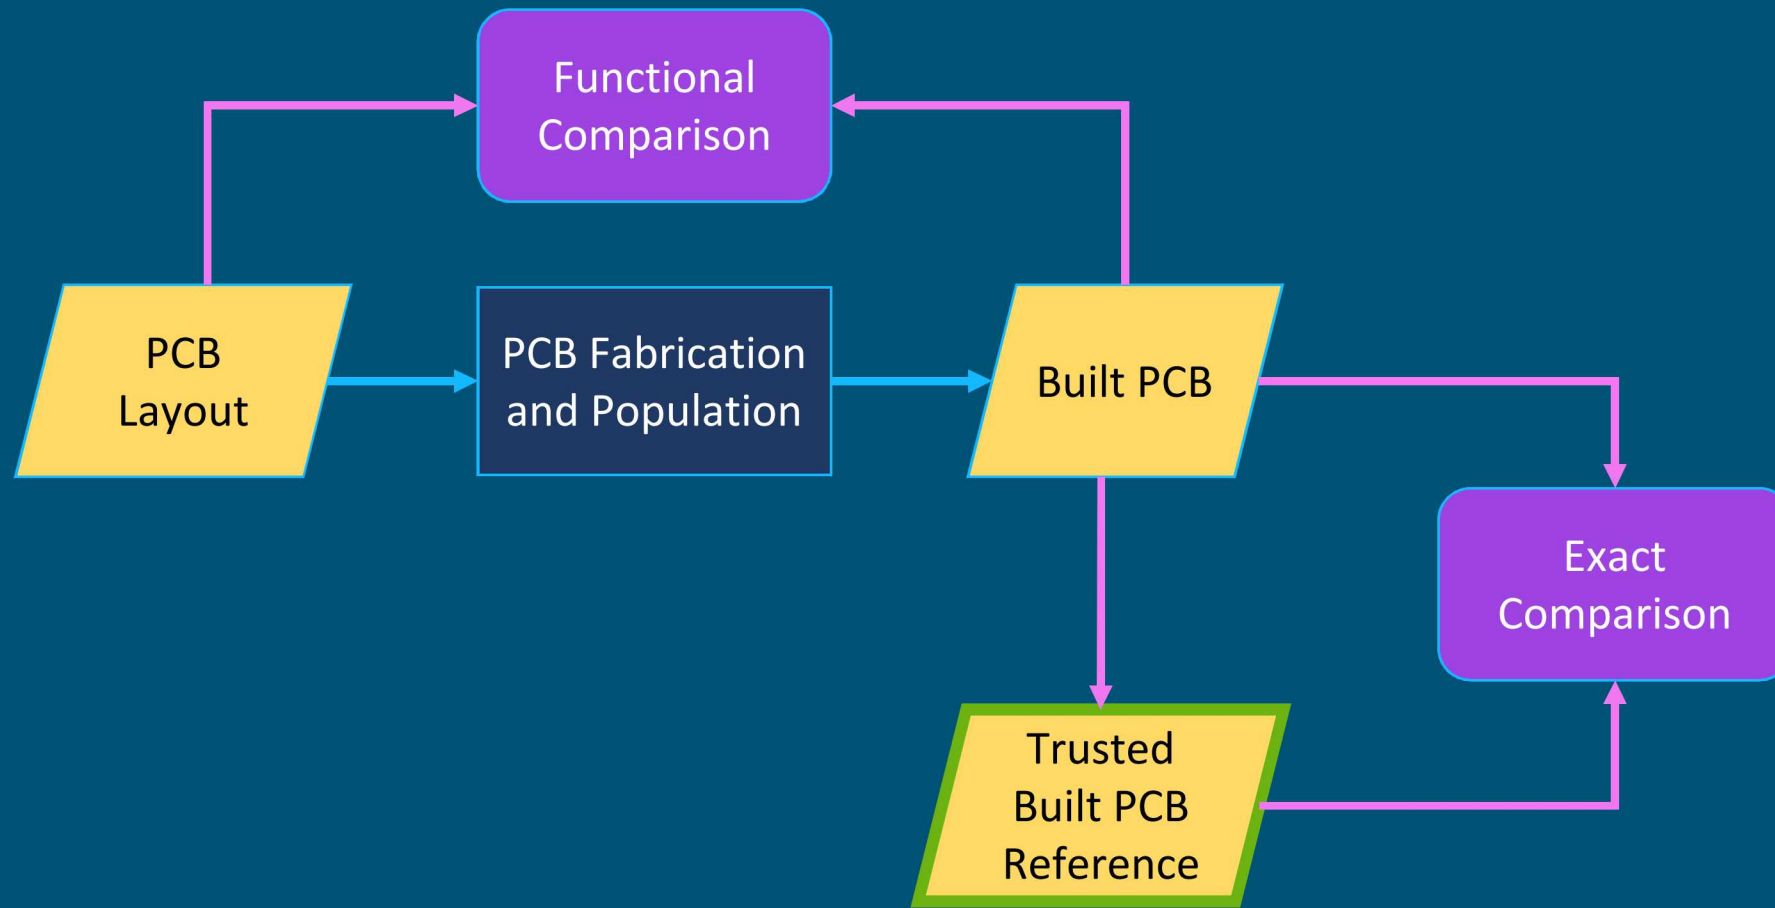 Functional
Comparison
PCB
Layout
PCB Fabrication
and Population
Built PCB
Exact
Comparison
Trusted
Built PCB
Reference